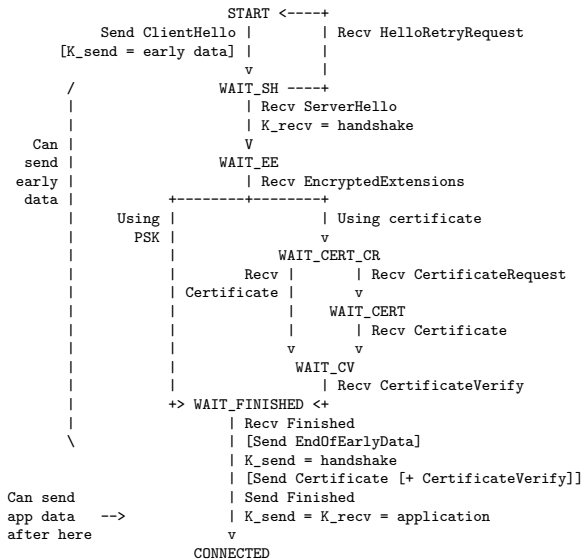 START <----+
               Send ClientHello |        | Recv HelloRetryRequest
          [K_send = early data] |        |
                                v        |
        /                    WAIT_SH ----+
        |                       | Recv ServerHello
        |                       | K_recv = handshake
    Can |                       V
   send |                    WAIT_EE
  early |                       | Recv EncryptedExtensions
   data |             +---------+--------+
        |       Using |                  | Using certificate
        |         PSK |                  v
        |             |             WAIT_CERT_CR
        |             |        Recv |       | Recv CertificateRequest
        |             | Certificate |       v
        |             |             |   WAIT_CERT
        |             |             |       | Recv Certificate
        |             |             v       v
        |             |              WAIT_CV
        |             |                  | Recv CertificateVerify
        |             +> WAIT_FINISHED <+
        |                     | Recv Finished
        \                     | [Send EndOfEarlyData]
                              | K_send = handshake
                              | [Send Certificate [+ CertificateVerify]]
Can send                      | Send Finished
app data   -->                | K_send = K_recv = application
after here                    v
                          CONNECTED